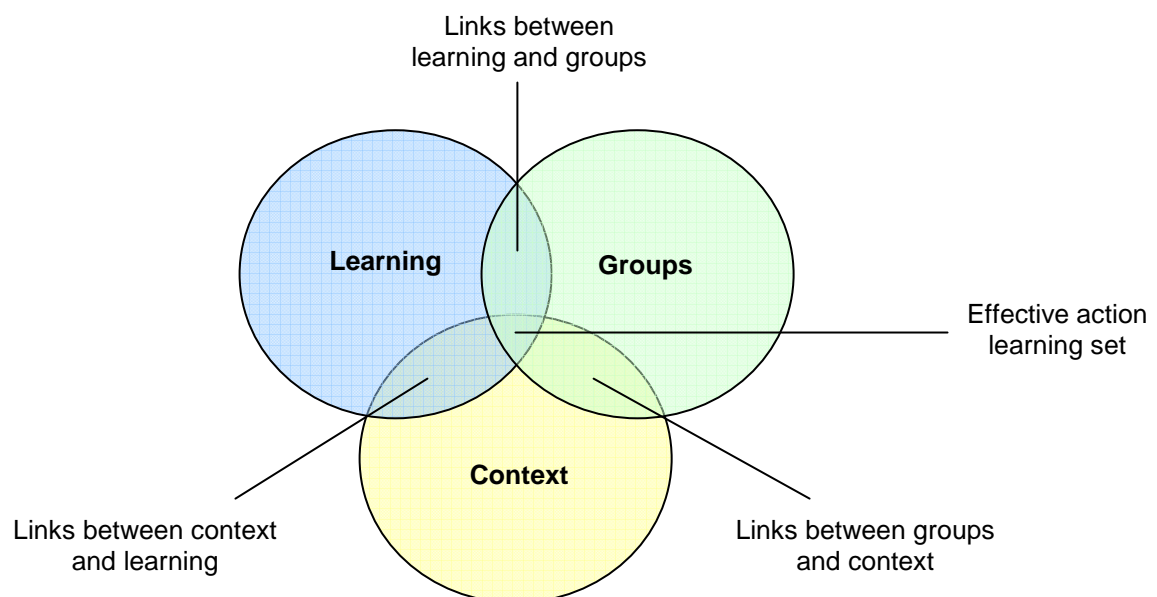 Links between
learning and groups
Learning
Groups
Effective action
learning set
Context
Links between context
and learning
Links between groups
and context